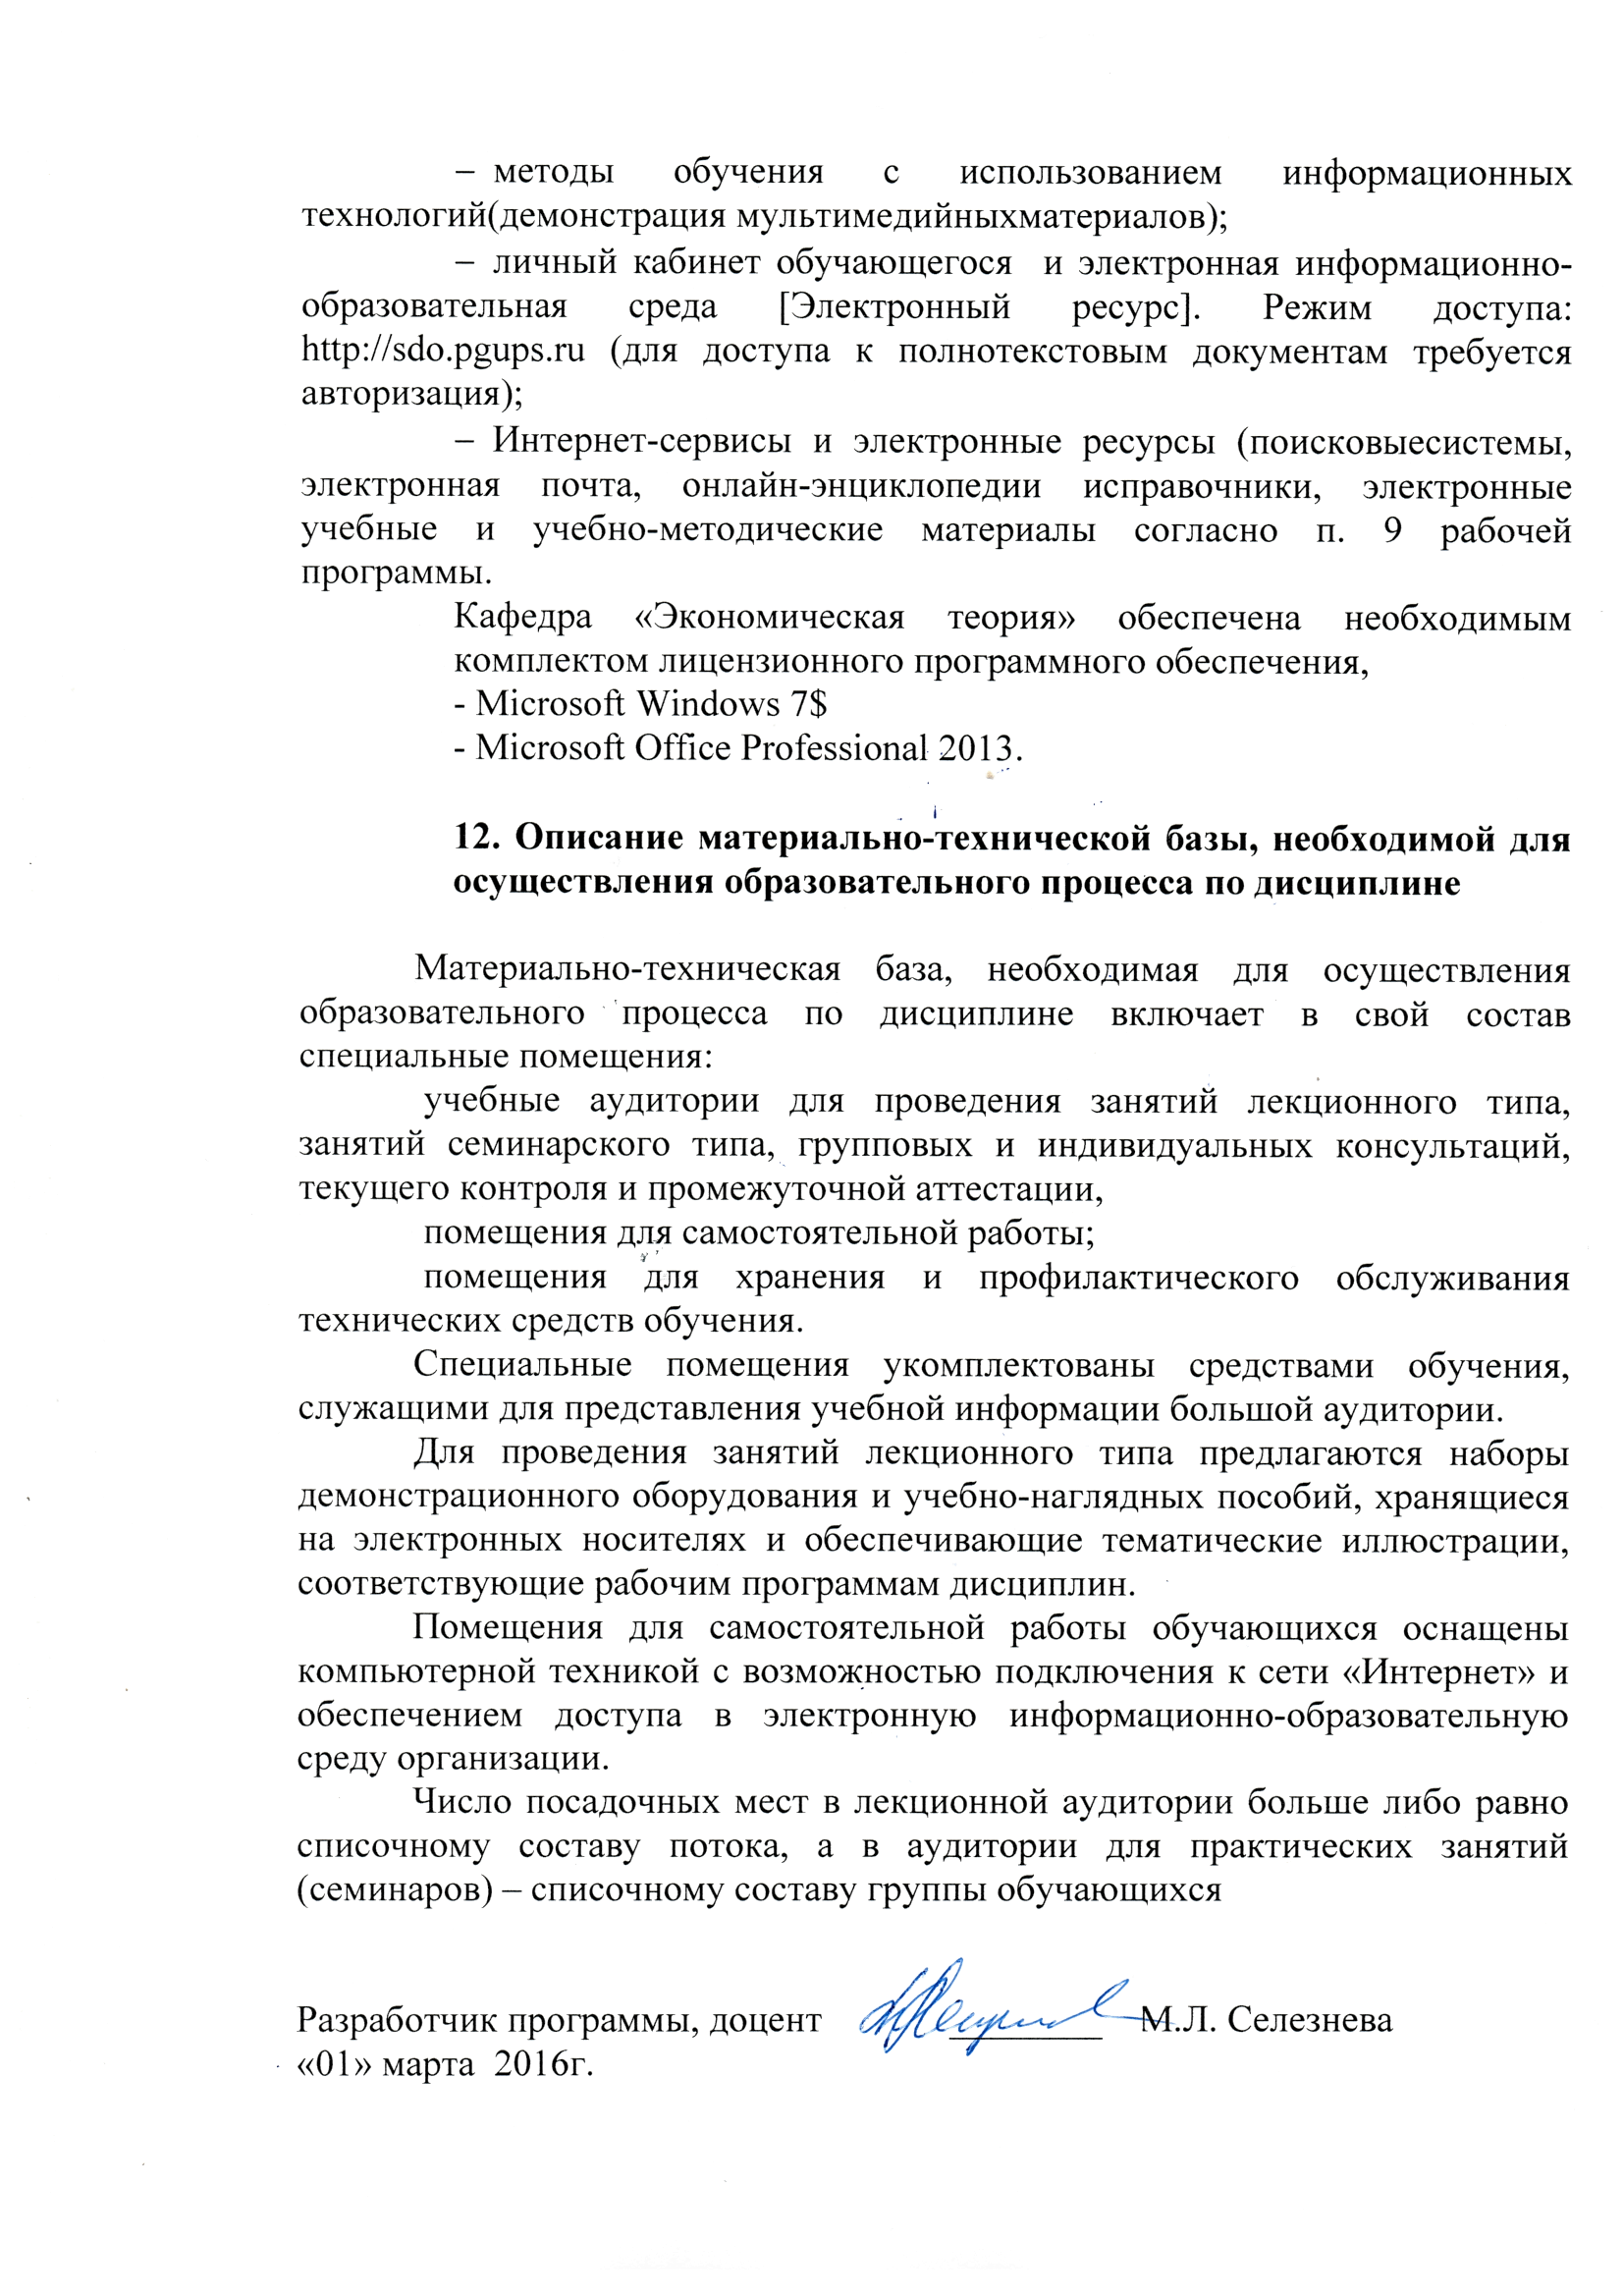 – методы обучения с использованием информационных
технологий(демонстрация мультимедийныхматериалов);
– личный кабинет обучающегося и электронная информационно-
образовательная среда [Электронный ресурс]. Режим доступа:
http://sdo.pgups.ru (для доступа к полнотекстовым документам требуется
авторизация);
– Интернет-сервисы и электронные ресурсы (поисковыесистемы,
электронная почта, онлайн-энциклопедии исправочники, электронные
учебные и учебно-методические материалы согласно п. 9 рабочей
программы.
Кафедра «Экономическая теория» обеспечена необходимым
комплектом лицензионного программного обеспечения,
- Microsoft Windows 7$
- Microsoft Office Professional 2013.
12. Описание материально-технической базы, необходимой для
осуществления образовательного процесса по дисциплине
Материально-техническая база, необходимая для осуществления
образовательного процесса по дисциплине включает в свой состав
специальные помещения:
учебные аудитории для проведения занятий лекционного типа,
занятий семинарского типа, групповых и индивидуальных консультаций,
текущего контроля и промежуточной аттестации,
помещения для самостоятельной работы;
помещения для хранения и профилактического обслуживания
технических средств обучения.
Специальные помещения укомплектованы средствами обучения,
служащими для представления учебной информации большой аудитории.
Для проведения занятий лекционного типа предлагаются наборы
демонстрационного оборудования и учебно-наглядных пособий, хранящиеся
на электронных носителях и обеспечивающие тематические иллюстрации,
соответствующие рабочим программам дисциплин.
Помещения для самостоятельной работы обучающихся оснащены
компьютерной техникой с возможностью подключения к сети «Интернет» и
обеспечением доступа в электронную информационно-образовательную
среду организации.
Число посадочных мест в лекционной аудитории больше либо равно
списочному составу потока, а в аудитории для практических занятий
(семинаров) – списочному составу группы обучающихся
Разработчик программы, доцент ________ М.Л. Селезнева
«01» марта 2016г.